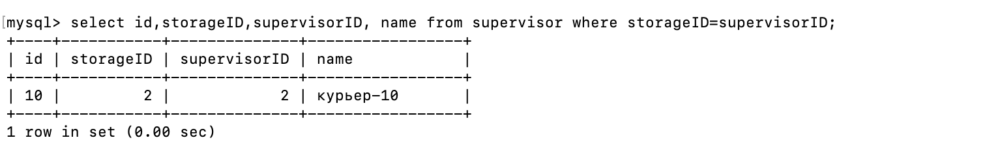 [mysql> select id,storageID,supervisorID, name from supervisor where storageID=supervisorID;
+----+-----------+--------------+-----------------+
| id | storageID | supervisorID | name            |
+----+-----------+--------------+-----------------+
| 10 |         2 |            2 | курьер-10       |
+----+-----------+--------------+-----------------+
1 row in set (0.00 sec)